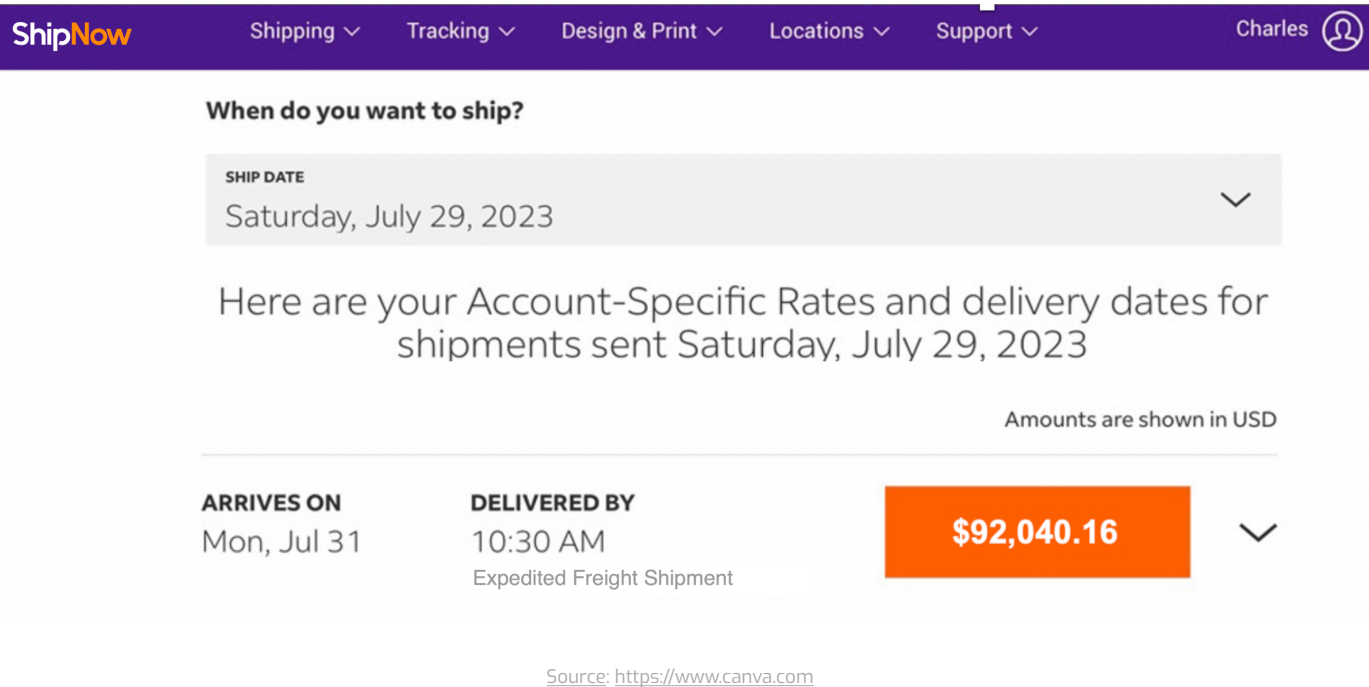 ShipNow Shipping Tracking Design & Print Locations Support Charles
When do you want to ship?
SHIP DATE
Saturday, July 29, 2023
Here are your Account-Specific Rates and delivery dates for
shipments sent Saturday, July 29, 2023
Amounts are shown in USD
ARRIVES ON DELIVERED BY
Mon, Jul 31 10:30 AM $92,040.16
Expedited Freight Shipment
Source: https://www.canva.com